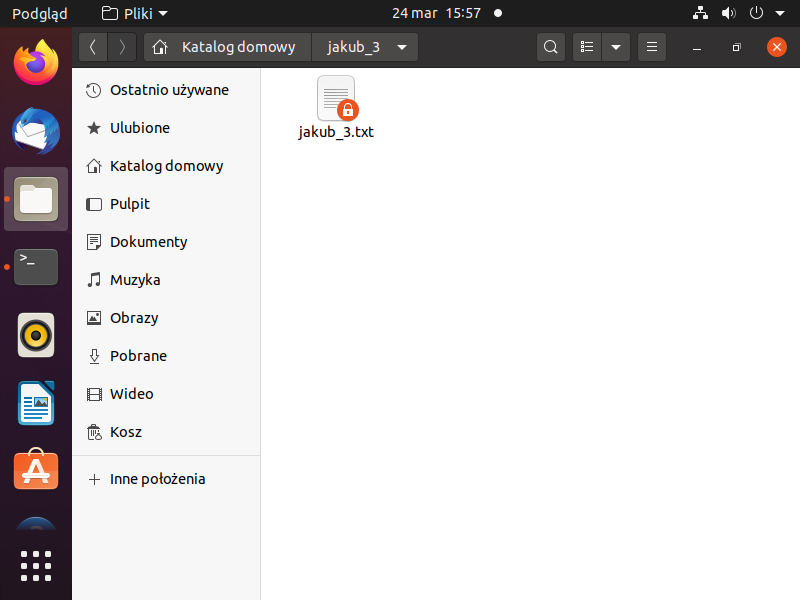 Podgląd
Pliki
24 mar 15:57
Katalog domowy
jakub_3
Ostatnio używane
Ulubione
Katalog domowy
Pulpit
Dokumenty
Muzyka
Obrazy
Pobrane
Wideo
Kosz
Inne położenia
jakub_3.txt
>_